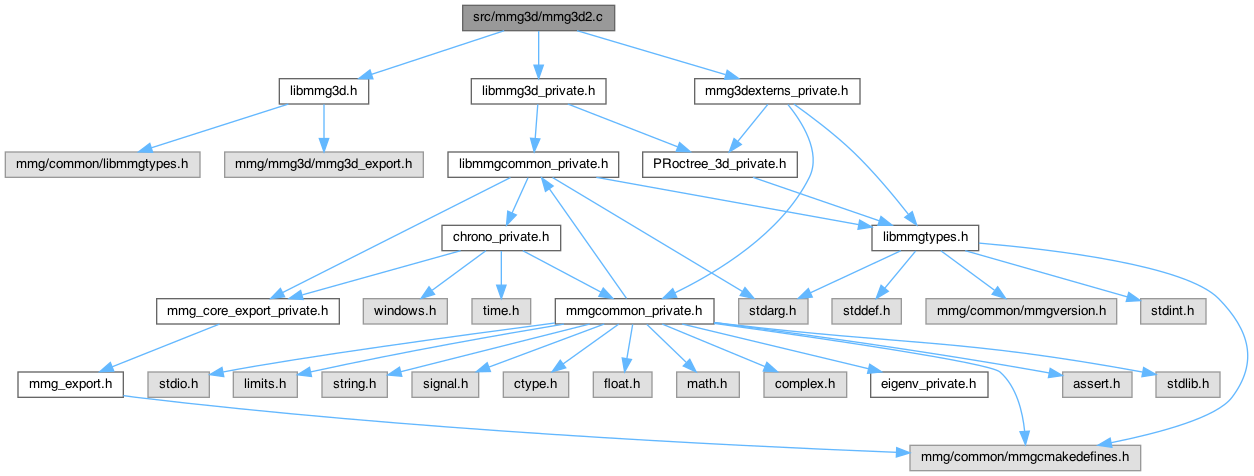 src/mmg3d/mmg3d2.c
libmmg3d.h
libmmg3d_private.h
mmg3dexterns_private.h
mmg/common/libmmgtypes.h
mmg/mmg3d/mmg3d_export.h
libmmgcommon_private.h
PRoctree_3d_private.h
chrono_private.h
libmmgtypes.h
mmg_core_export_private.h
windows.h
time.h
mmgcommon_private.h
stdarg.h
stddef.h
mmg/common/mmgversion.h
stdint.h
mmg_export.h
stdio.h
limits.h
string.h
signal.h
ctype.h
float.h
math.h
complex.h
eigenv_private.h
assert.h
stdlib.h
mmg/common/mmgcmakedefines.h